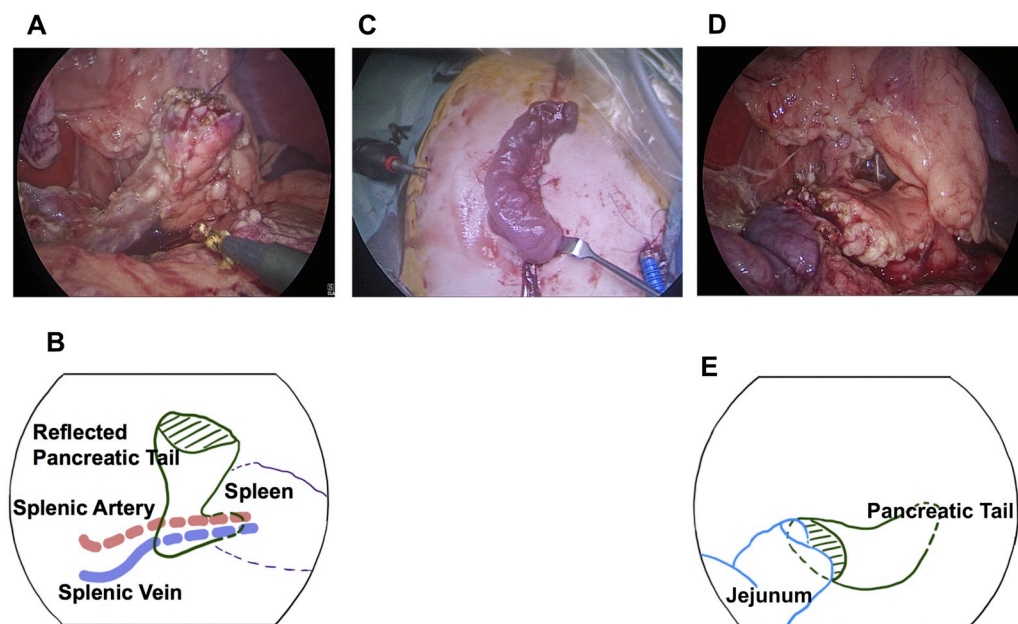 A
C
D
B
Reflected
Pancreatic Tail
Spleen
Splenic Artery
Splenic Vein
E
Pancreatic Tail
Jejunum